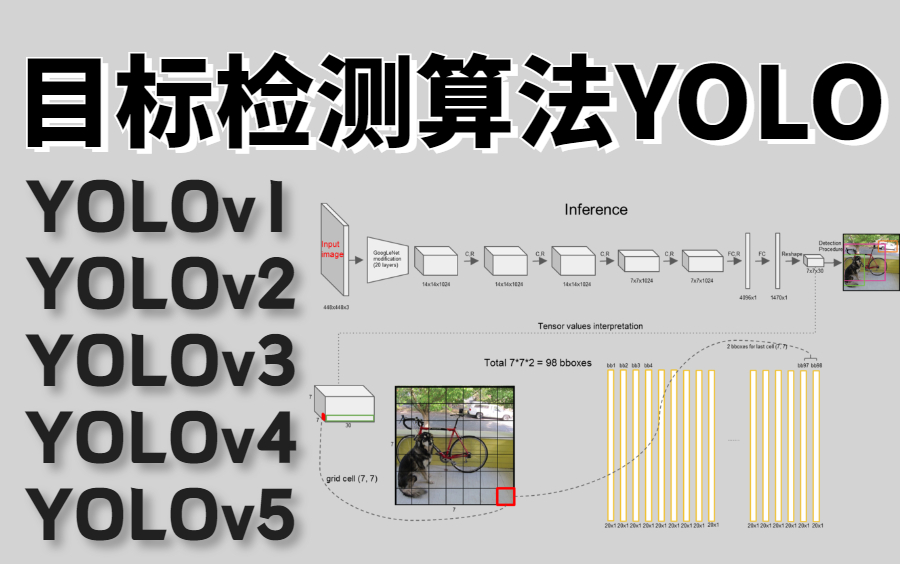 目标检测算法YOLO
YOLOv1
YOLOv2
YOLOv3
YOLOv4
YOLOv5
Inference
Input
image
448x448x3
GoogLeNet
modification
(20 layers)
14x14x1024
C.R
14x14x1024
C.R
14x14x1024
C.R
7x7x1024
C.R
7x7x1024
FC.R
4096x1
FC
1470x1
Reshape
7x7x30
Detection
Procedure
Tensor values interpretation
Total 7*7*2 = 98 bboxes
2 bboxes for last cell (7, 7)
bb1 bb2 bb3 bb4
bb97 bb98
7
7
30
grid cell (7, 7)
7
7
20x1 20x1 20x1 20x1 20x1 20x1 20x1 20x1 20x1
20x1 20x1 20x1 20x1 20x1 20x1